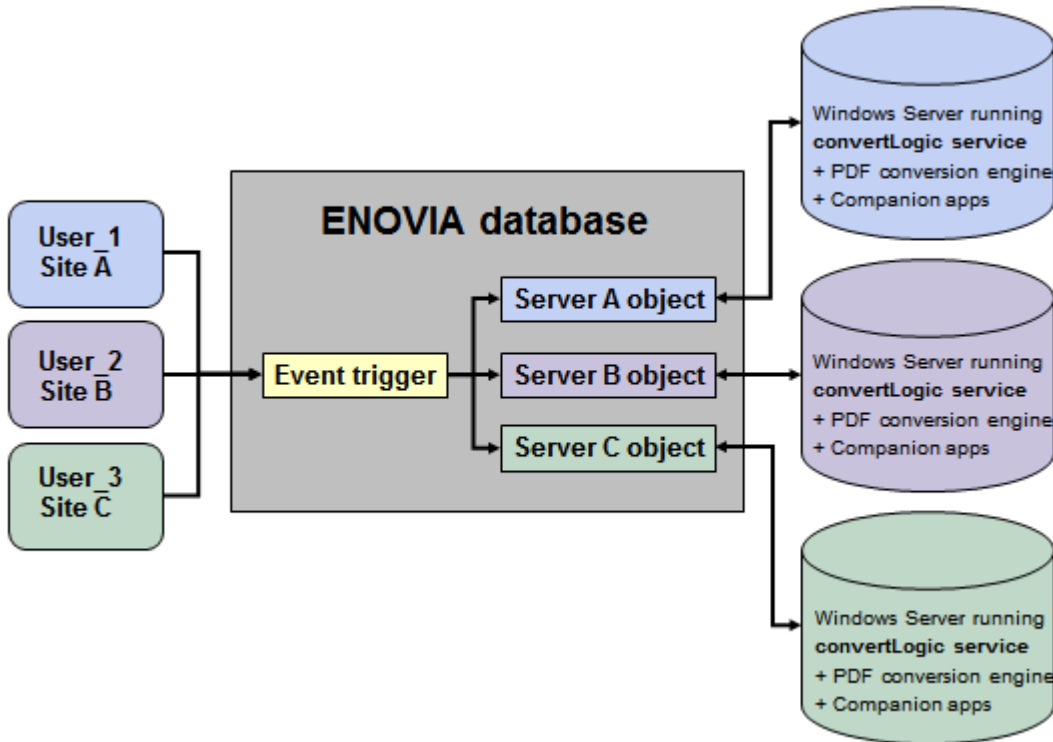 User_1
Site A
User_2
Site B
User_3
Site C
ENOVIA database
Event trigger
Server A object
Server B object
Server C object
Windows Server running
convertLogic service
+ PDF conversion engine
+ Companion apps
Windows Server running
convertLogic service
+ PDF conversion engine
+ Companion apps
Windows Server running
convertLogic service
+ PDF conversion engine
+ Companion apps